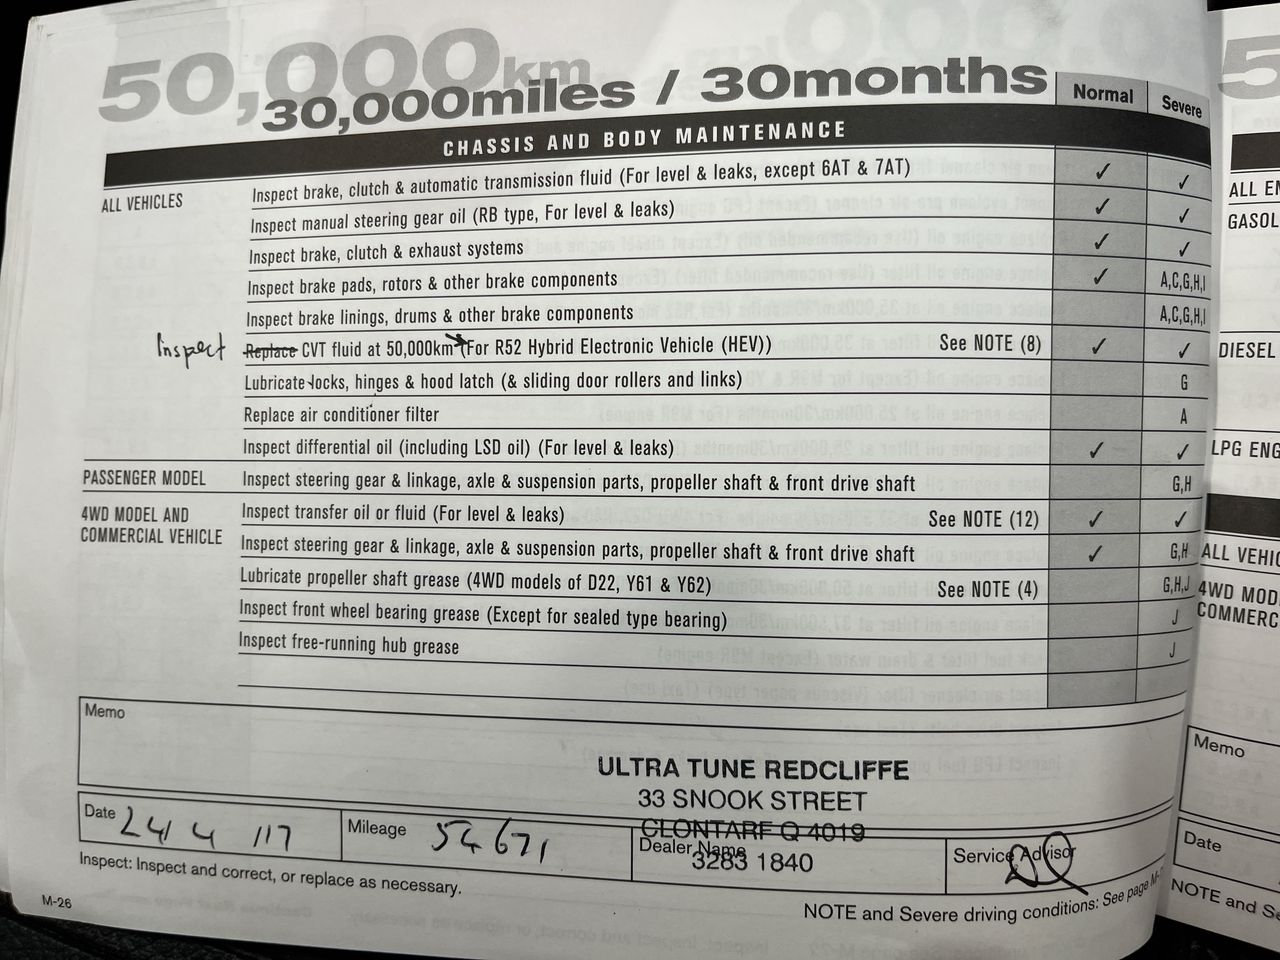 50,000km
30,000miles / 30months
Normal
Severe
CHASSIS AND BODY MAINTENANCE
ALL VEHICLES
Inspect brake, clutch & automatic transmission fluid (For level & leaks, except 6AT & 7AT) ✓ ✓
Inspect manual steering gear oil (RB type, For level & leaks) ✓ ✓
Inspect brake, clutch & exhaust systems ✓ ✓
Inspect brake pads, rotors & other brake components ✓ A,C,G,H,I
Inspect brake linings, drums & other brake components A,C,G,H,I
Inspect Replace CVT fluid at 50,000km (For R52 Hybrid Electronic Vehicle (HEV)) See NOTE (8) ✓ ✓
Lubricate locks, hinges & hood latch (& sliding door rollers and links) G
Replace air conditioner filter A
Inspect differential oil (including LSD oil) (For level & leaks) ✓ ✓
PASSENGER MODEL Inspect steering gear & linkage, axle & suspension parts, propeller shaft & front drive shaft G,H
4WD MODEL AND
COMMERCIAL VEHICLE
Inspect transfer oil or fluid (For level & leaks) See NOTE (12) ✓ ✓
Inspect steering gear & linkage, axle & suspension parts, propeller shaft & front drive shaft ✓ G,H
Lubricate propeller shaft grease (4WD models of D22, Y61 & Y62) See NOTE (4) G,H,J
Inspect front wheel bearing grease (Except for sealed type bearing) J
Inspect free-running hub grease J
Memo
ULTRA TUNE REDCLIFFE
33 SNOOK STREET
CLONTARF Q 4019
3283 1840
Date 24 4 17
Mileage 54 671
Dealer Name
Service Advisor
Inspect: Inspect and correct, or replace as necessary.
NOTE and Severe driving conditions: See page M-
M-26
5
ALL EN
GASOL
DIESEL
LPG ENG
ALL VEHIC
4WD MOD
COMMERC
Memo
Date
NOTE and Se